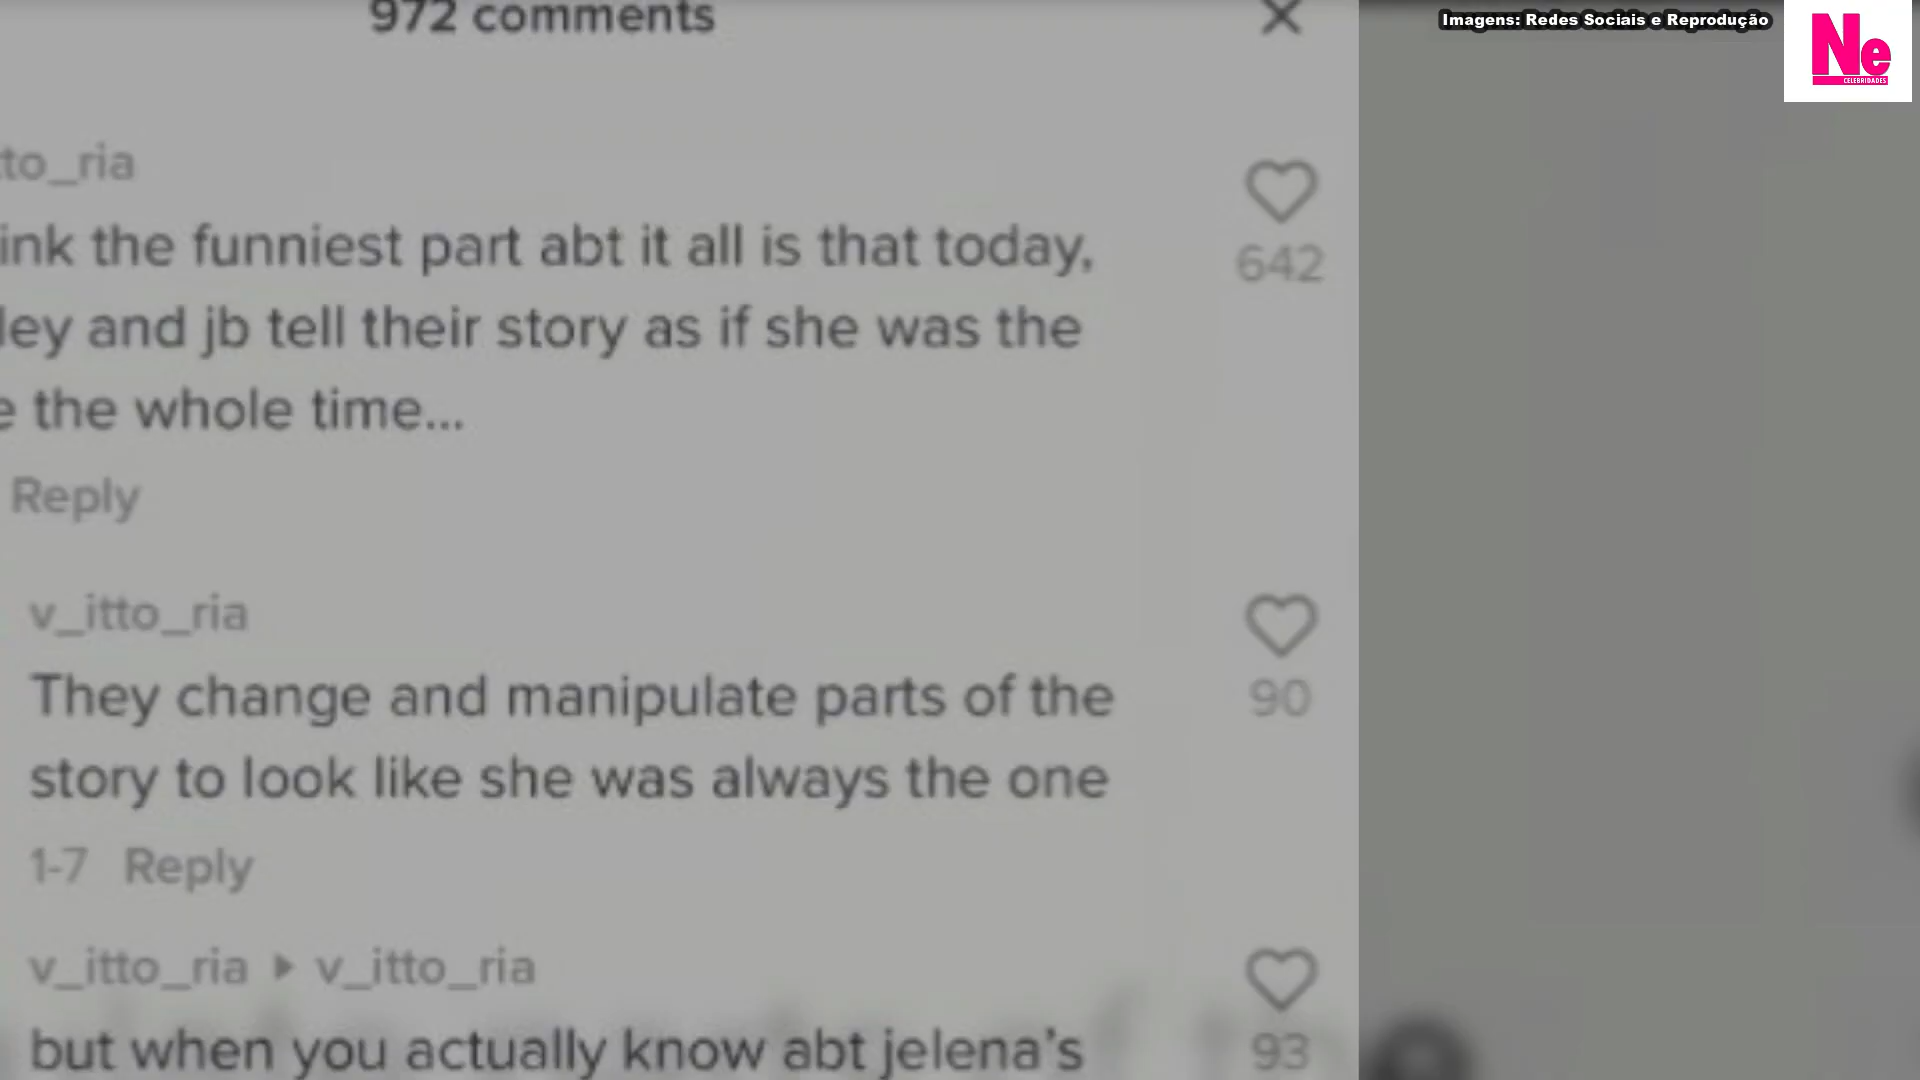 972 comments
Imagens: Redes Sociais e Reprodução
Ne
CELEBRIDADES
tto_ria
ink the funniest part abt it all is that today,
642
ley and jb tell their story as if she was the
e the whole time...
Reply
v_itto_ria
They change and manipulate parts of the
90
story to look like she was always the one
1-7 Reply
v_itto_ria ▸ v_itto_ria
but when you actually know abt jelena's
93